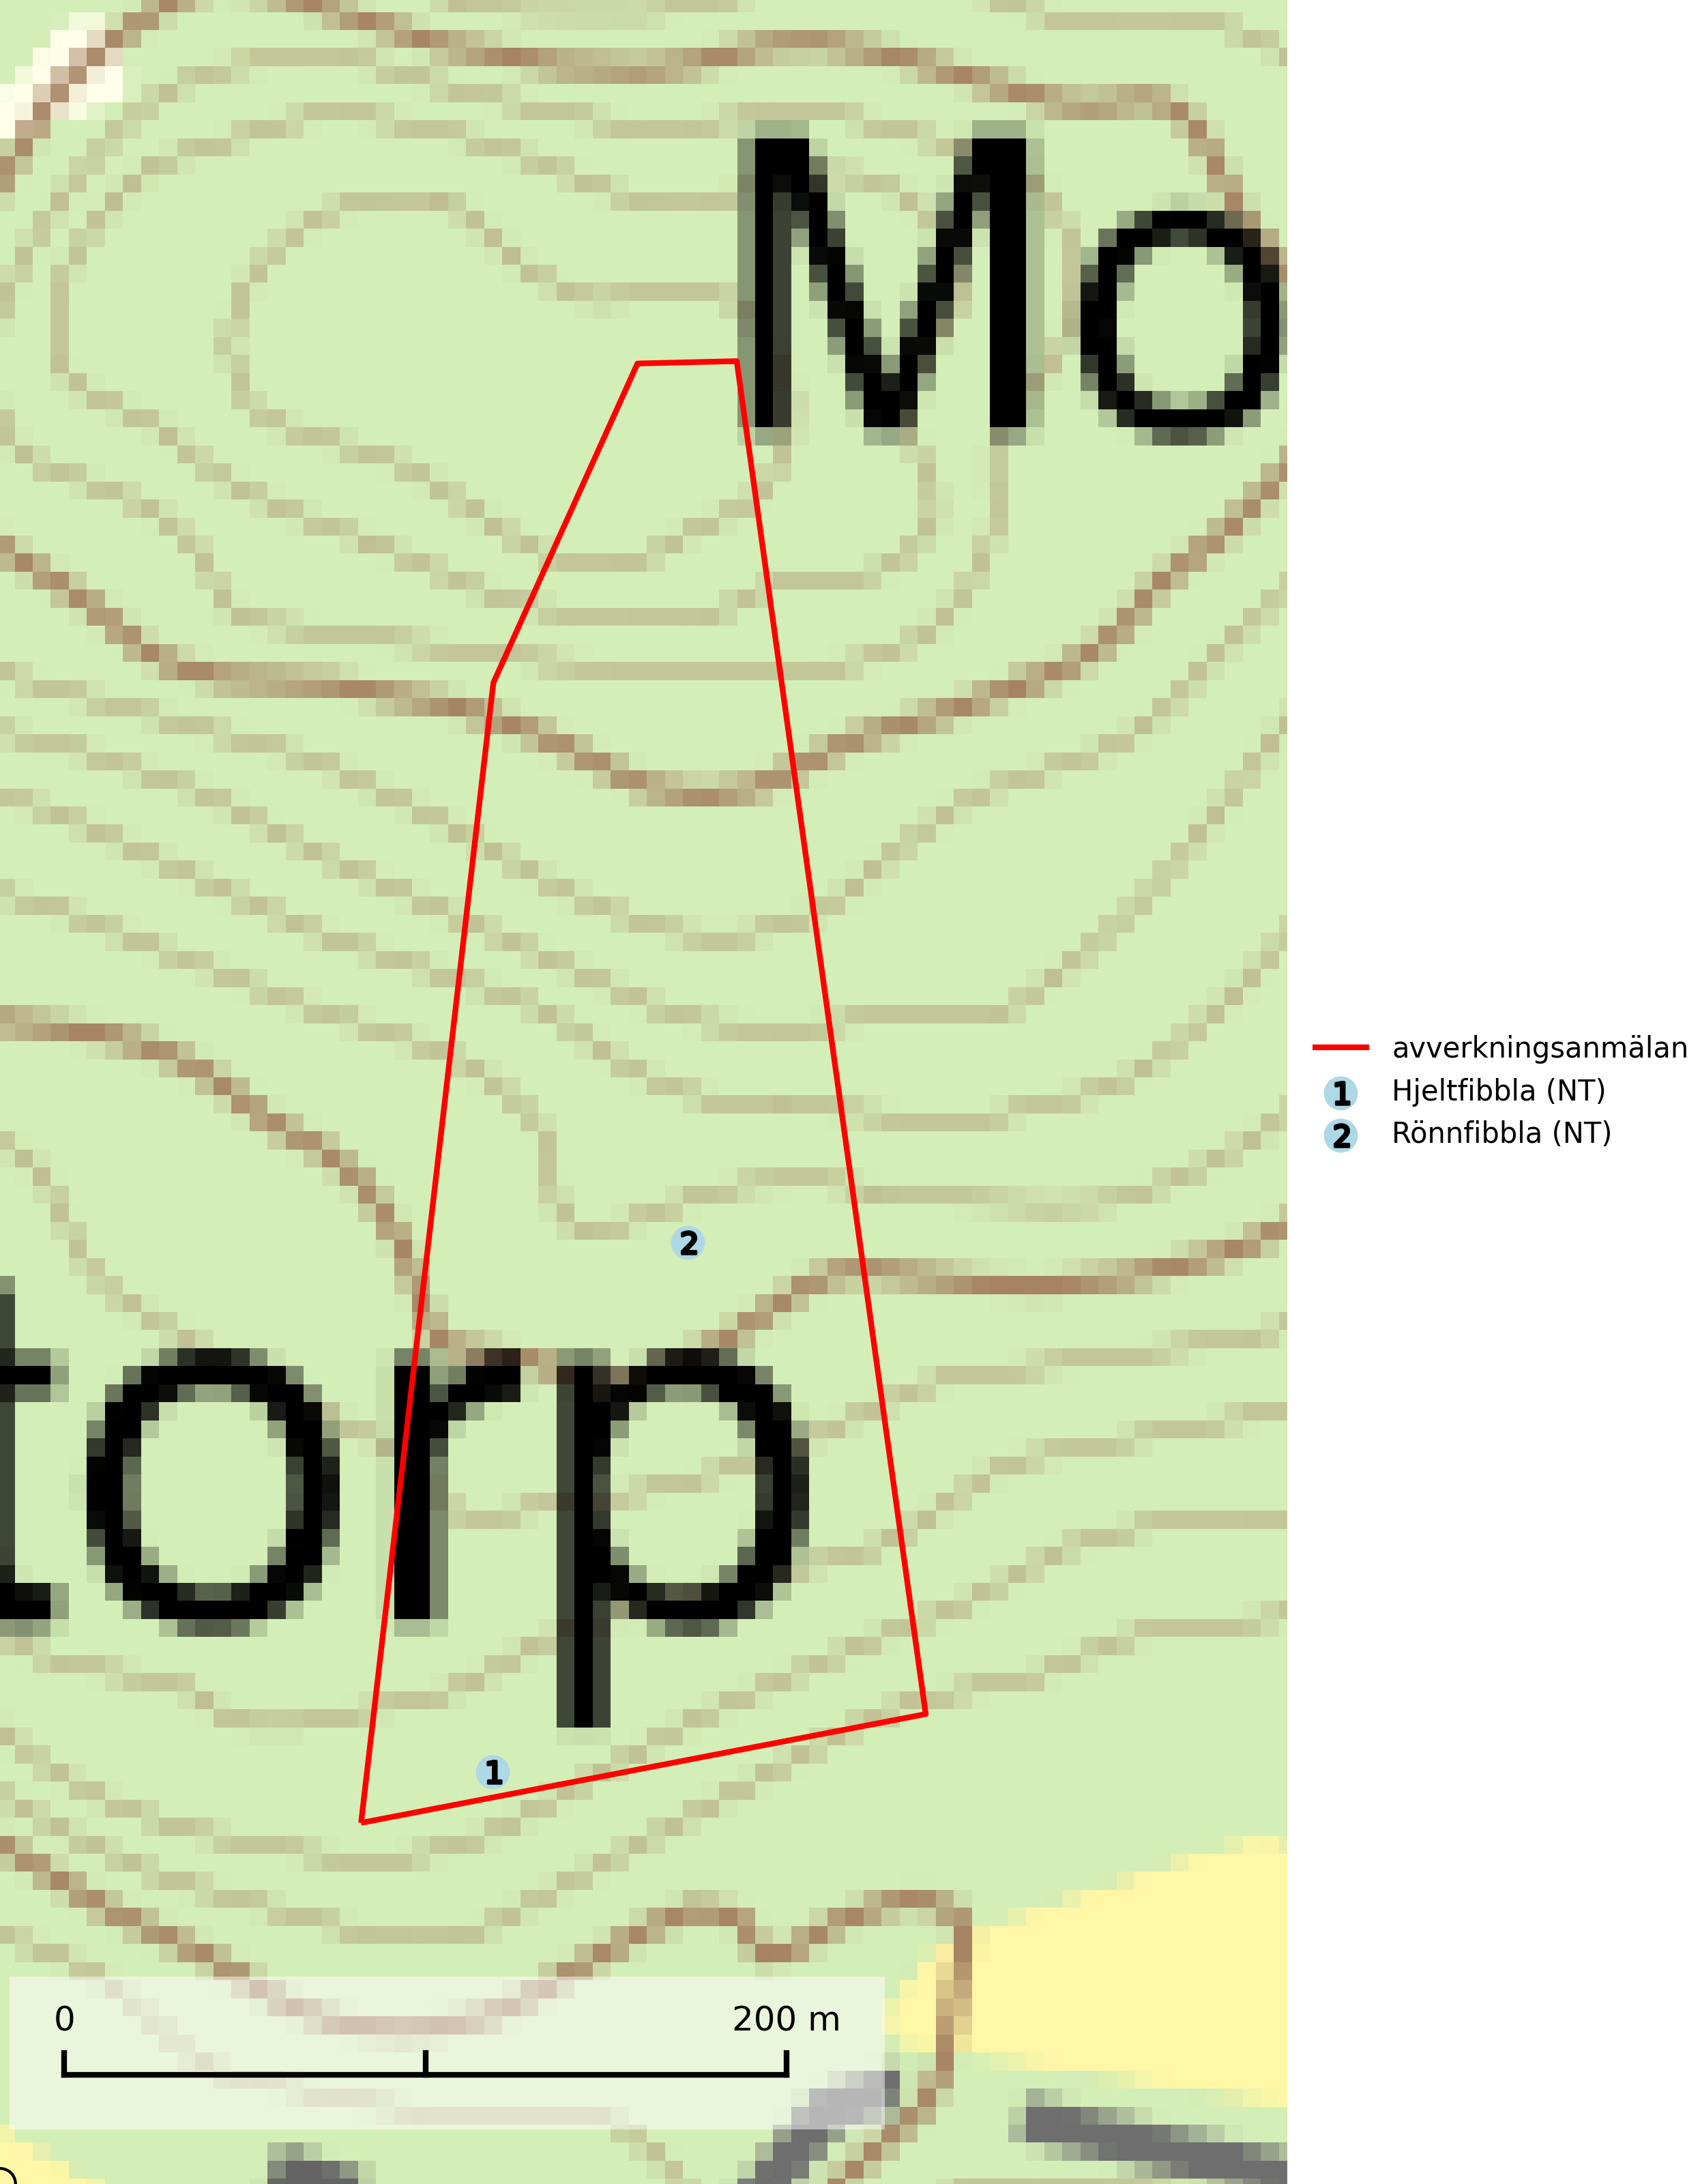 Mo
avverkningsanmälan
1 Hjeltfibbla (NT)
2 Rönnfibbla (NT)
2
torp
1
0 200 m